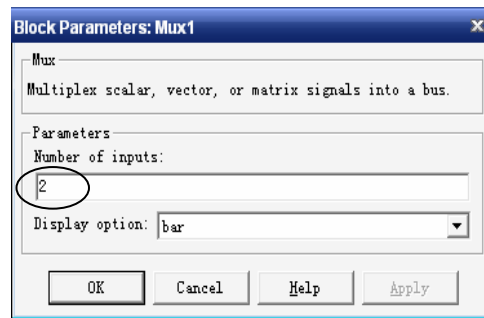 Block Parameters: Mux1
Mux
Multiplex scalar, vector, or matrix signals into a bus.
Parameters
Number of inputs:
2
Display option: bar
OK Cancel Help Apply